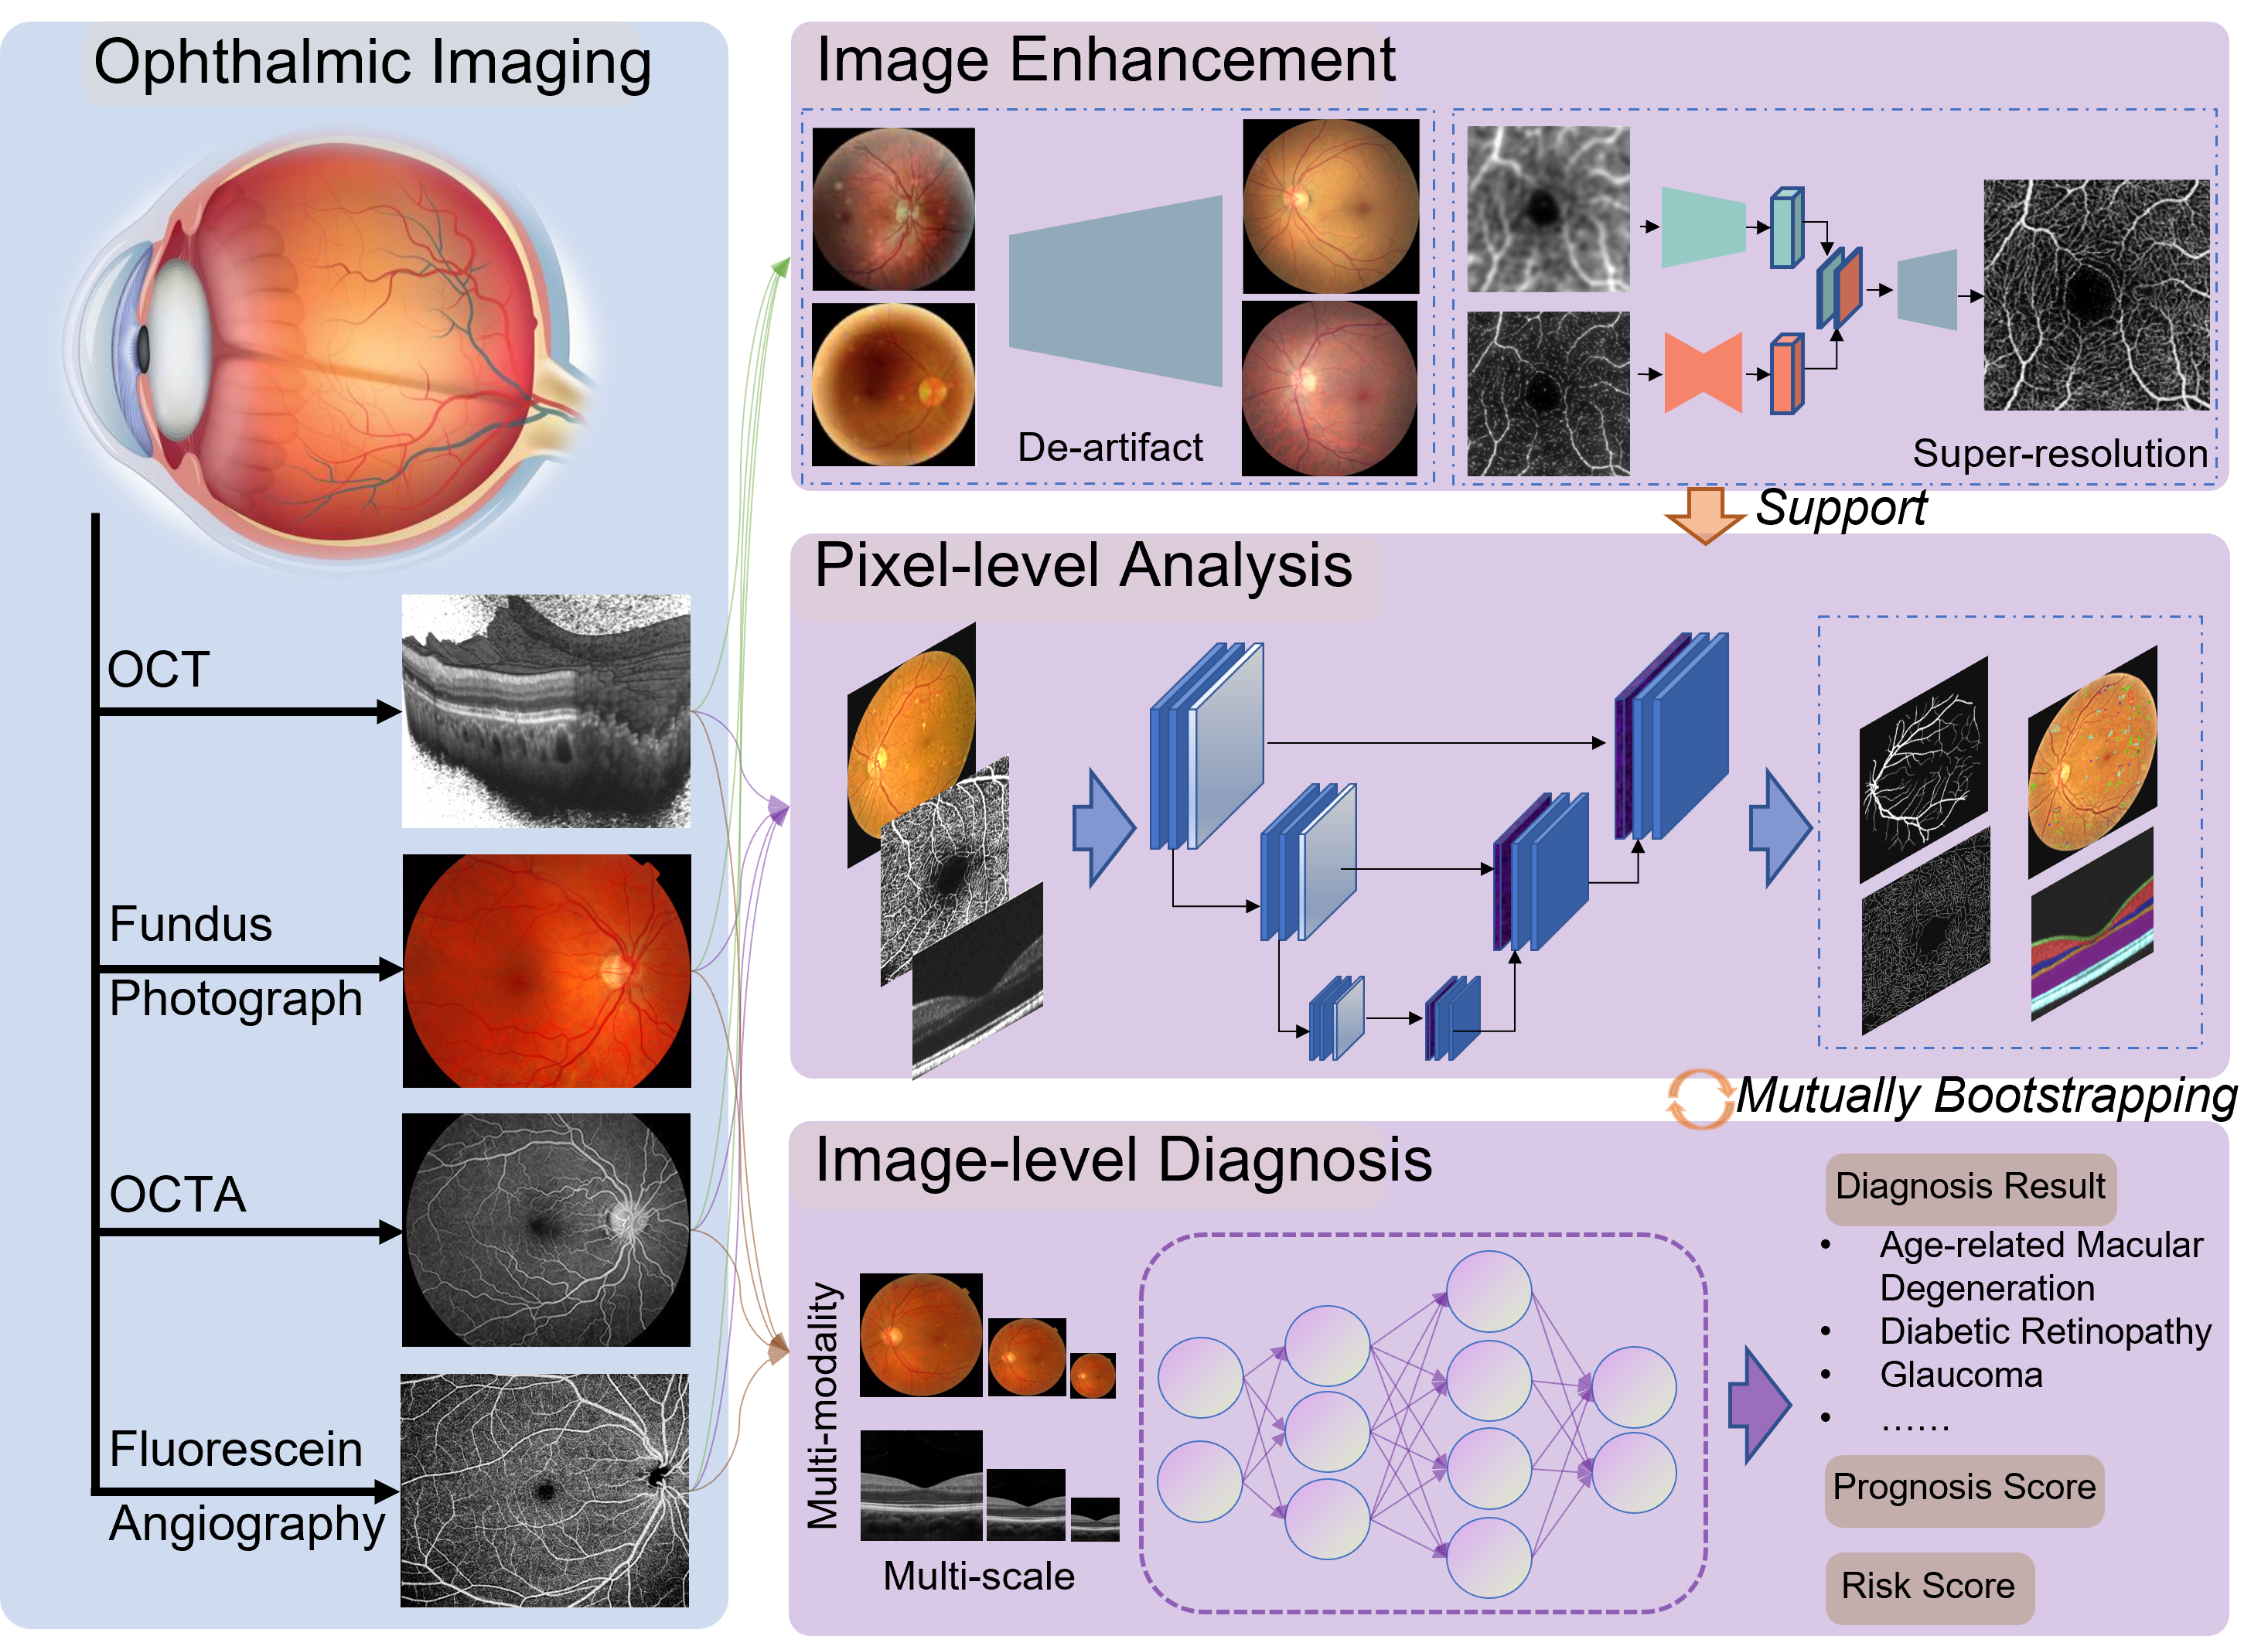 Ophthalmic Imaging
OCT
Fundus
Photograph
OCTA
Fluorescein
Angiography
Image Enhancement
De-artifact
Super-resolution
Support
Pixel-level Analysis
Mutually Bootstrapping
Image-level Diagnosis
Multi-modality
Multi-scale
Diagnosis Result
• Age-related Macular
Degeneration
• Diabetic Retinopathy
• Glaucoma
• ……
Prognosis Score
Risk Score